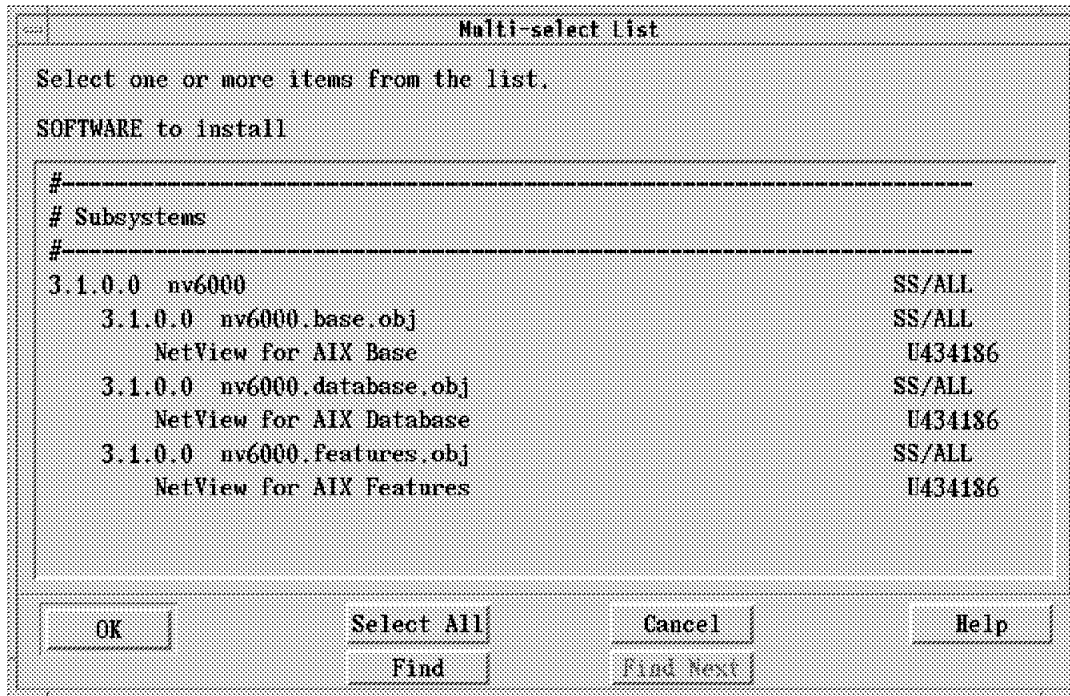 Multi-select List
Select one or more items from the list.
SOFTWARE to install
#----------------------------------------------------------------------
# Subsystems
#----------------------------------------------------------------------
3.1.0.0 nv6000 SS/ALL
3.1.0.0 nv6000.base.obj SS/ALL
NetView for AIX Base U434186
3.1.0.0 nv6000.database.obj SS/ALL
NetView for AIX Database U434186
3.1.0.0 nv6000.features.obj SS/ALL
NetView for AIX Features U434186
OK Select All Cancel Help
Find Find Next